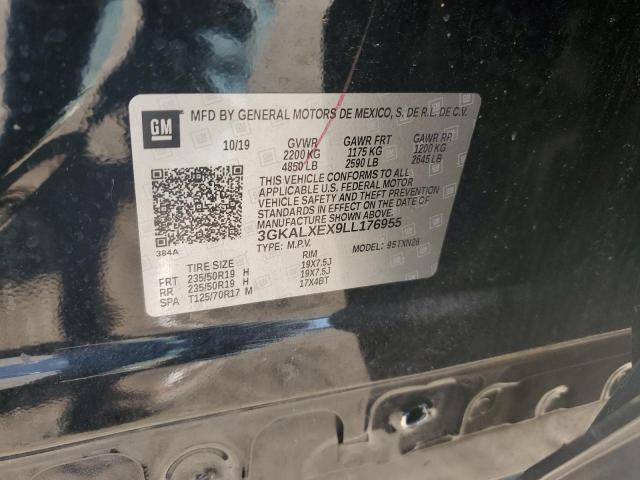 GM
MFD BY GENERAL MOTORS DE MEXICO, S. DE R.L. DE C.V.
10/19 GVWR GAWR FRT GAWR RR
2200 KG 1175 KG 1200 KG
4850 LB 2590 LB 2645 LB
THIS VEHICLE CONFORMS TO ALL
APPLICABLE U.S. FEDERAL MOTOR
VEHICLE SAFETY AND THEFT PREVENTION
STANDARDS IN EFFECT ON THE DATE OF
MANUFACTURE SHOWN ABOVE.
3GKALXEX9LL176955
384A
TYPE: M.P.V. MODEL: 95TXN26
TIRE SIZE RIM
FRT 235/50R19 H 19X7.5J
RR 235/50R19 H 19X7.5J
SPA T125/70R17 M 17X4BT